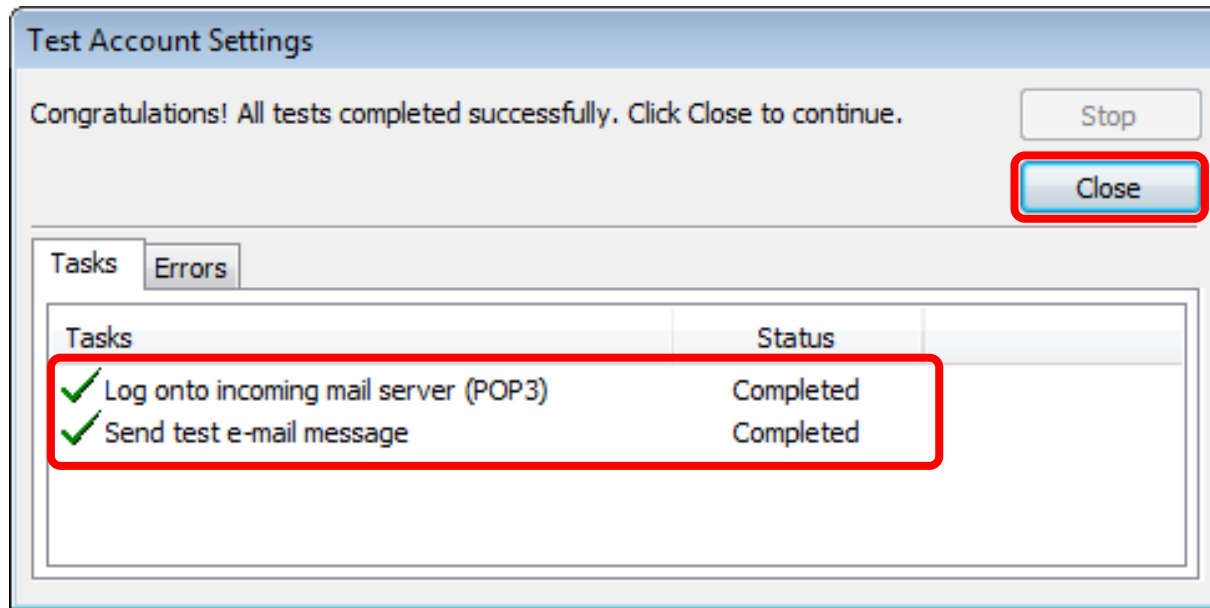 Test Account Settings
Congratulations! All tests completed successfully. Click Close to continue.
Stop
Close
Tasks Errors
Tasks Status
Log onto incoming mail server (POP3) Completed
Send test e-mail message Completed